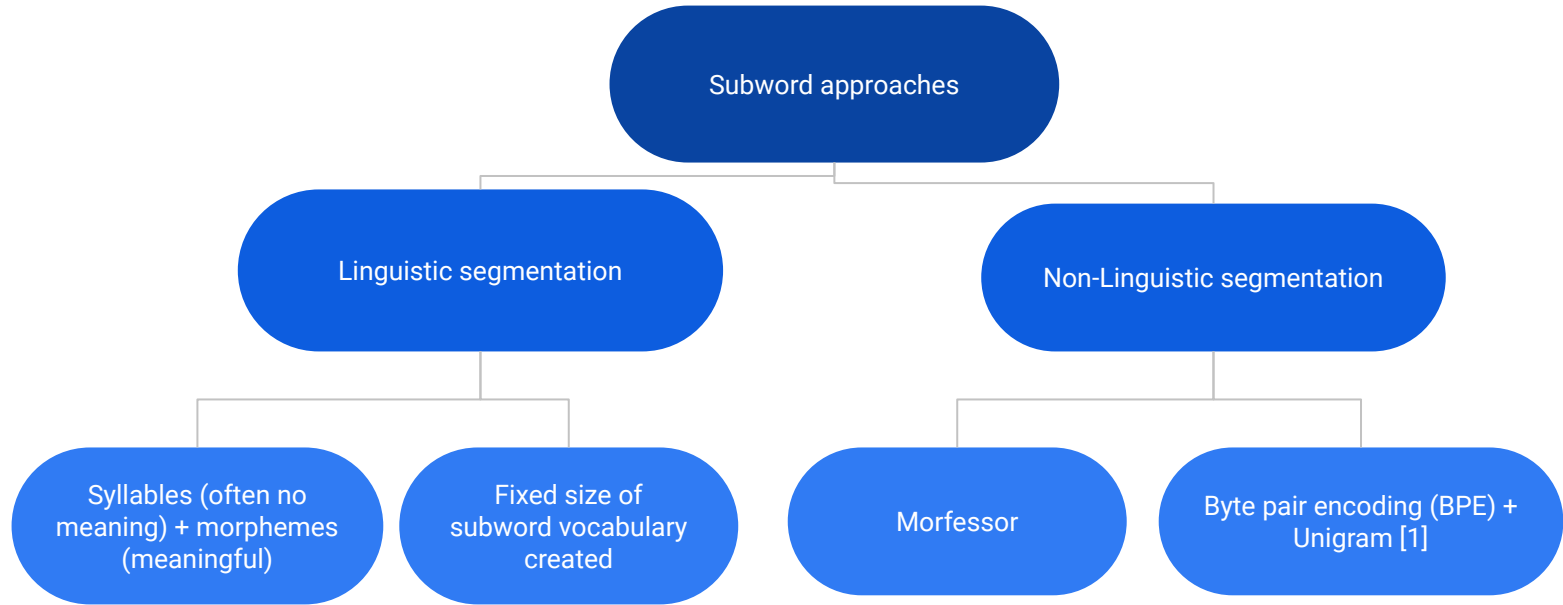 Subword approaches
Linguistic segmentation
Non-Linguistic segmentation
Syllables (often no
meaning) + morphemes
(meaningful)
Fixed size of
subword vocabulary
created
Morfessor
Byte pair encoding (BPE) +
Unigram [1]